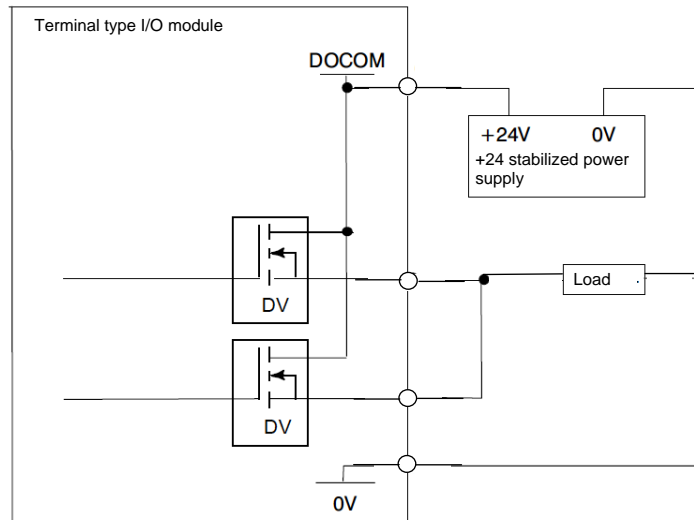 Terminal type I/O module
DOCOM
+24V 0V
+24 stabilized power
supply
DV
Load
DV
0V